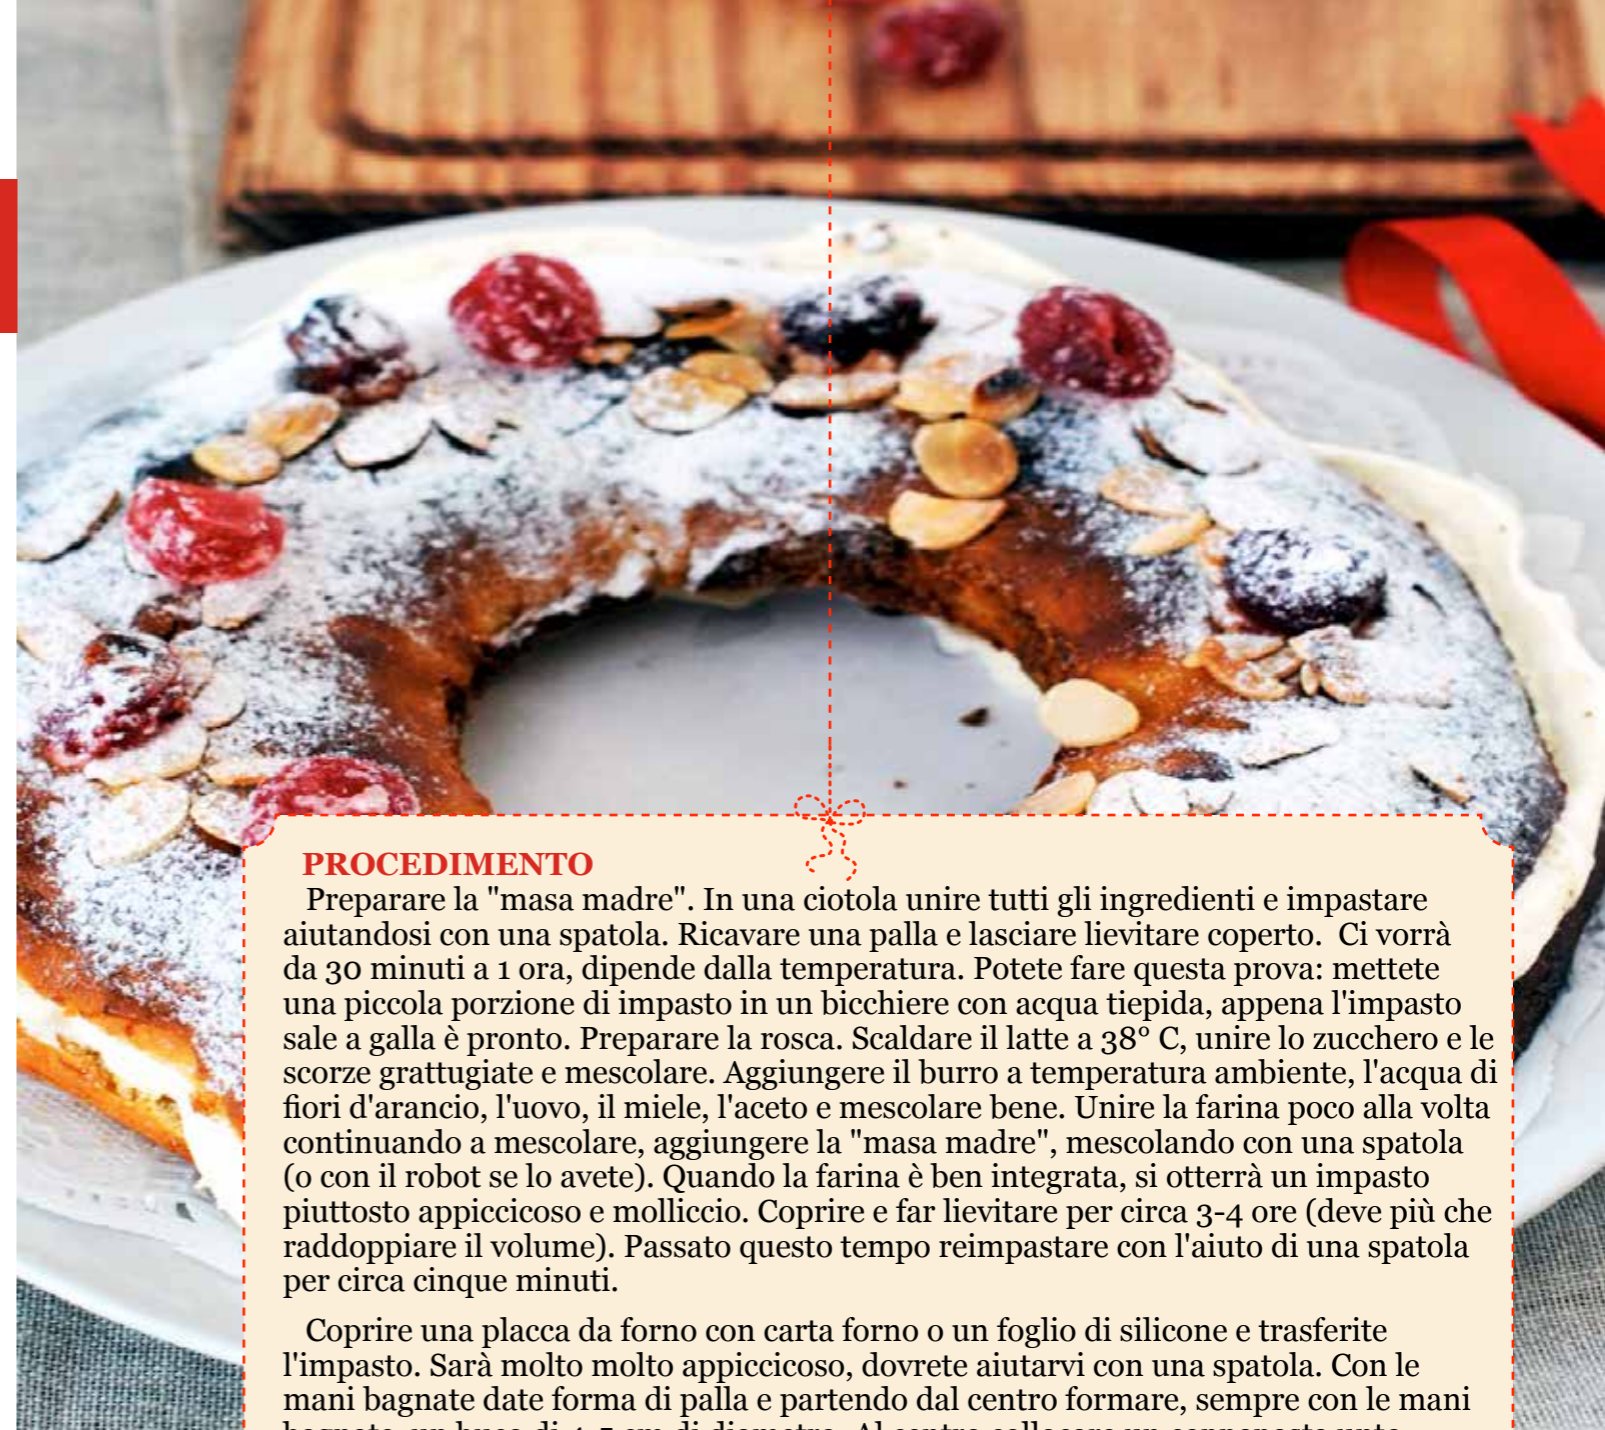 PROCEDIMENTO
Preparare la "masa madre". In una ciotola unire tutti gli ingredienti e impastare
aiutandosi con una spatola. Ricavare una palla e lasciare lievitare coperto. Ci vorrà
da 30 minuti a 1 ora, dipende dalla temperatura. Potete fare questa prova: mettete
una piccola porzione di impasto in un bicchiere con acqua tiepida, appena l'impasto
sale a galla è pronto. Preparare la rosca. Scaldare il latte a 38° C, unire lo zucchero e le
scorze grattugiate e mescolare. Aggiungere il burro a temperatura ambiente, l'acqua di
fiori d'arancio, l'uovo, il miele, l'aceto e mescolare bene. Unire la farina poco alla volta
continuando a mescolare, aggiungere la "masa madre", mescolando con una spatola
(o con il robot se lo avete). Quando la farina è ben integrata, si otterrà un impasto
piuttosto appiccicoso e molliccio. Coprire e far lievitare per circa 3-4 ore (deve più che
raddoppiare il volume). Passato questo tempo reimpastare con l'aiuto di una spatola
per circa cinque minuti.
Coprire una placca da forno con carta forno o un foglio di silicone e trasferite
l'impasto. Sarà molto molto appiccicoso, dovrete aiutarvi con una spatola. Con le
mani bagnate date forma di palla e partendo dal centro formare, sempre con le mani